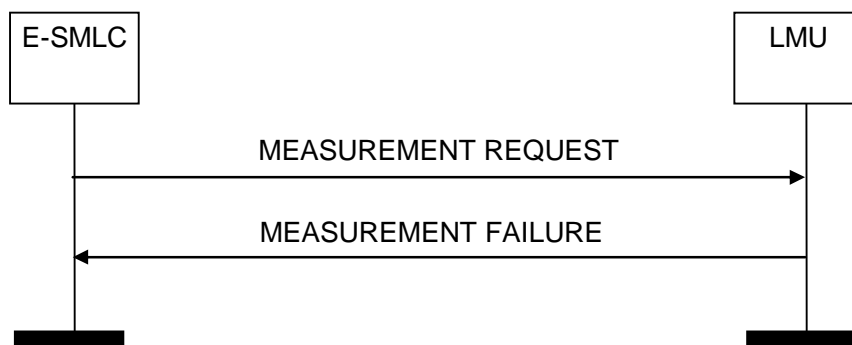 E-SMLC
LMU
MEASUREMENT REQUEST
MEASUREMENT FAILURE